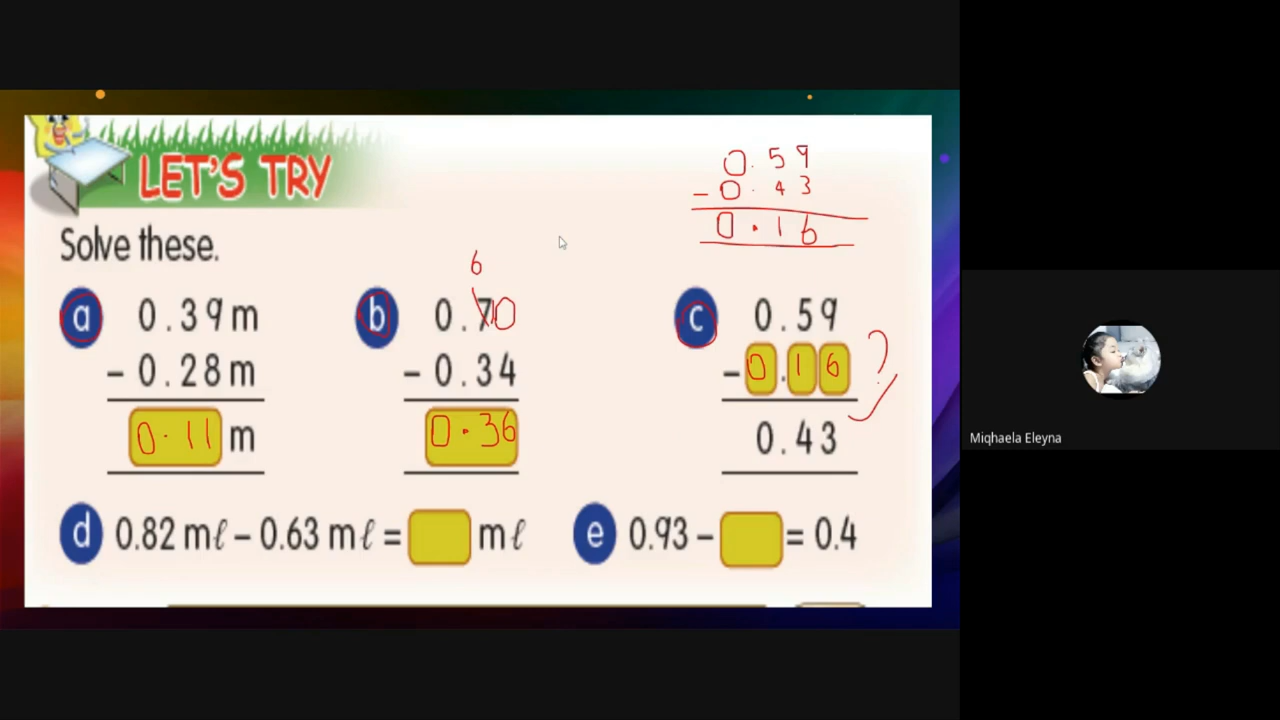 LET'S TRY
0.59
- 0.43
0.16
Solve these.
6
a 0.39 m
- 0.28 m
0.11 m
b 0.70
- 0.34
0.36
c 0.59
- 0.16 ?
0.43
d 0.82 mℓ – 0.63 mℓ = mℓ
e 0.93 – = 0.4
Miqhaela Eleyna